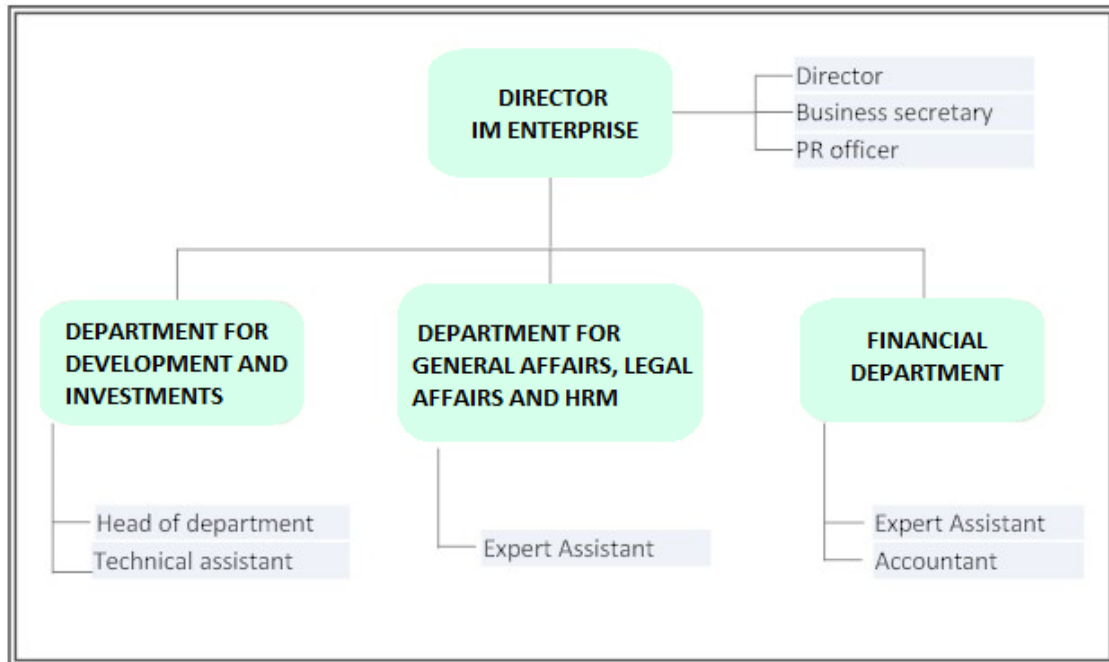 DIRECTOR
IM ENTERPRISE
Director
Business secretary
PR officer
DEPARTMENT FOR
DEVELOPMENT AND
INVESTMENTS
Head of department
Technical assistant
DEPARTMENT FOR
GENERAL AFFAIRS, LEGAL
AFFAIRS AND HRM
Expert Assistant
FINANCIAL
DEPARTMENT
Expert Assistant
Accountant